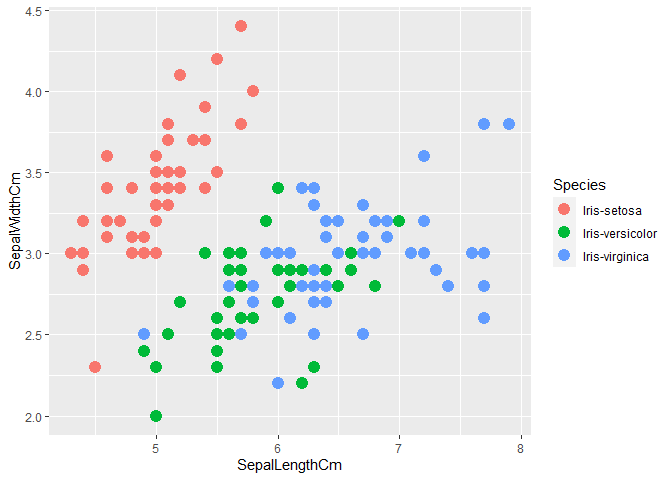 4.5
4.0
3.5
3.0
2.5
2.0
SepalWidthCm
5 6 7 8
SepalLengthCm
Species
Iris-setosa
Iris-versicolor
Iris-virginica